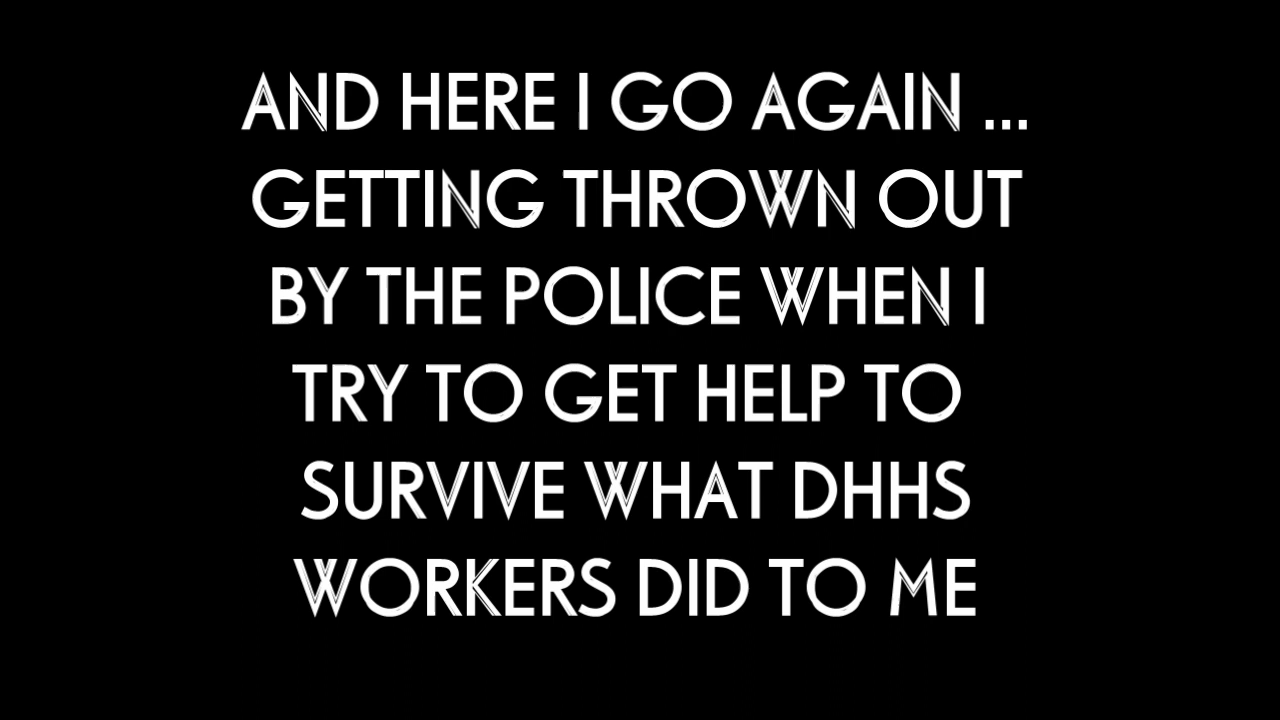 AND HERE I GO AGAIN ...
GETTING THROWN OUT
BY THE POLICE WHEN I
TRY TO GET HELP TO
SURVIVE WHAT DHHS
WORKERS DID TO ME